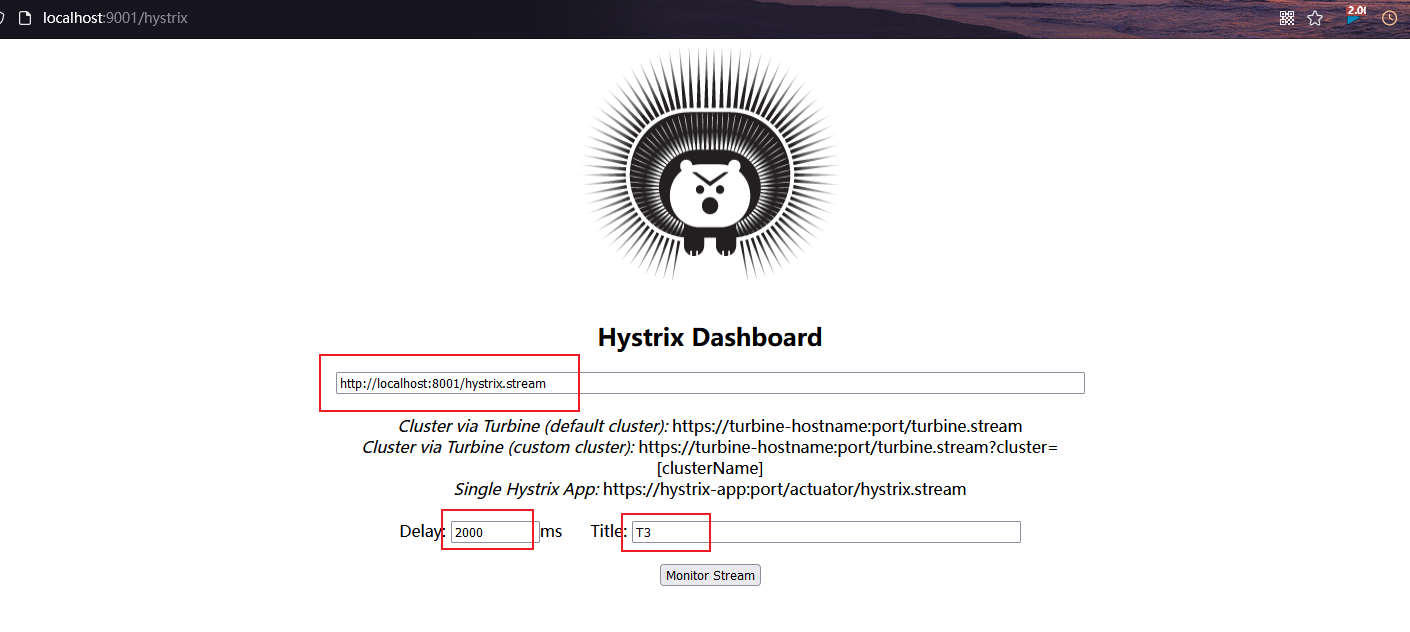 localhost:9001/hystrix
2.0
Hystrix Dashboard
http://localhost:8001/hystrix.stream
Cluster via Turbine (default cluster): https://turbine-hostname:port/turbine.stream
Cluster via Turbine (custom cluster): https://turbine-hostname:port/turbine.stream?cluster=
[clusterName]
Single Hystrix App: https://hystrix-app:port/actuator/hystrix.stream
Delay: 2000 ms Title: T3
Monitor Stream